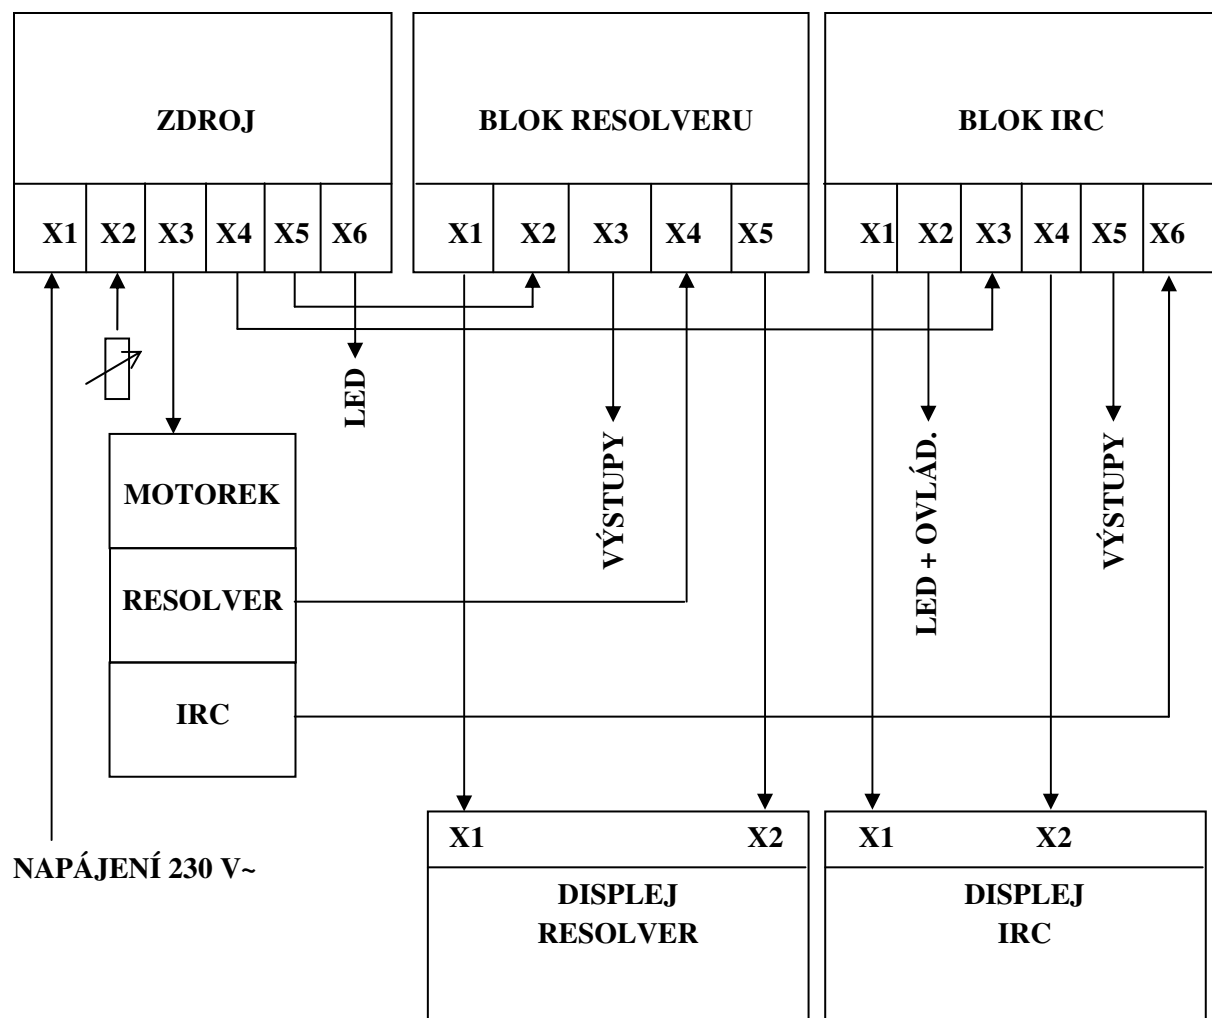 ZDROJ
BLOK RESOLVERU
BLOK IRC
X1 X2 X3 X4 X5 X6
X1 X2 X3 X4 X5
X1 X2 X3 X4 X5 X6
LED
VÝSTUPY
LED + OVLÁD.
VÝSTUPY
MOTOREK
RESOLVER
IRC
NAPÁJENÍ 230 V~
X1 X2
DISPLEJ
RESOLVER
X1 X2
DISPLEJ
IRC